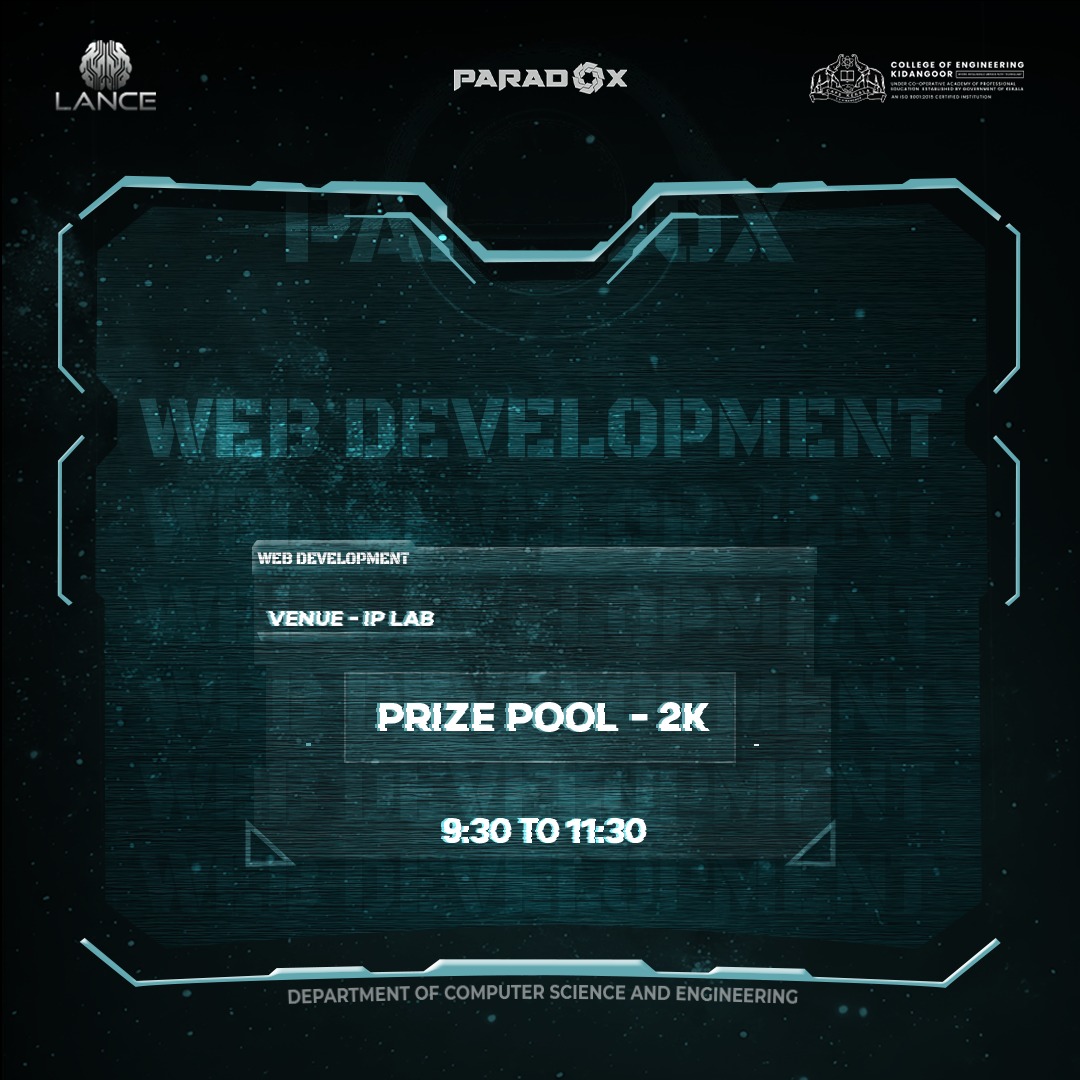 LANCE
PARADOX
COLLEGE OF ENGINEERING
KIDANGOOR
UNDER CO-OPERATIVE ACADEMY OF PROFESSIONAL
EDUCATION ESTABLISHED BY GOVERNMENT OF KERALA
AN ISO 9001:2015 CERTIFIED INSTITUTION
WEB DEVELOPMENT
WEB DEVELOPMENT
VENUE - IP LAB
PRIZE POOL - 2K
9:30 TO 11:30
DEPARTMENT OF COMPUTER SCIENCE AND ENGINEERING